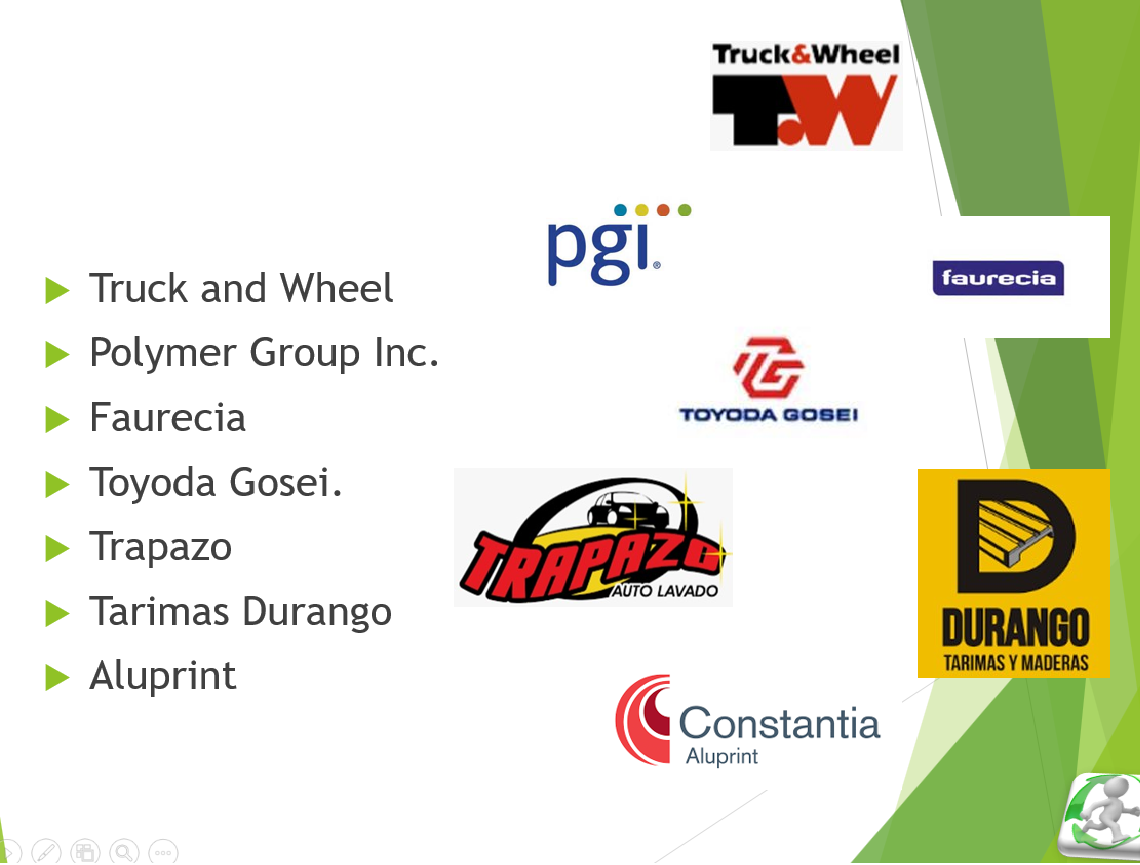 Truck&Wheel
T.W
pgi®
faurecia
Truck and Wheel
Polymer Group Inc.
Faurecia
Toyoda Gosei.
Trapazo
Tarimas Durango
Aluprint
TG
TOYODA GOSEI
TRAPAZO
AUTO LAVADO
D
DURANGO
TARIMAS Y MADERAS
Constantia
Aluprint